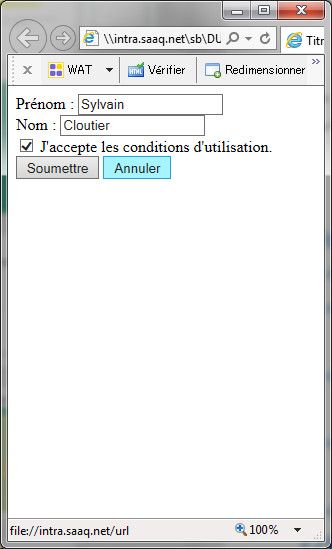 \\intra.saaq.net\sb\DU
Titr
x WAT Vérifier Redimensionner »
Prénom : Sylvain
Nom : Cloutier
J'accepte les conditions d'utilisation.
Soumettre Annuler
file://intra.saaq.net/url 100%